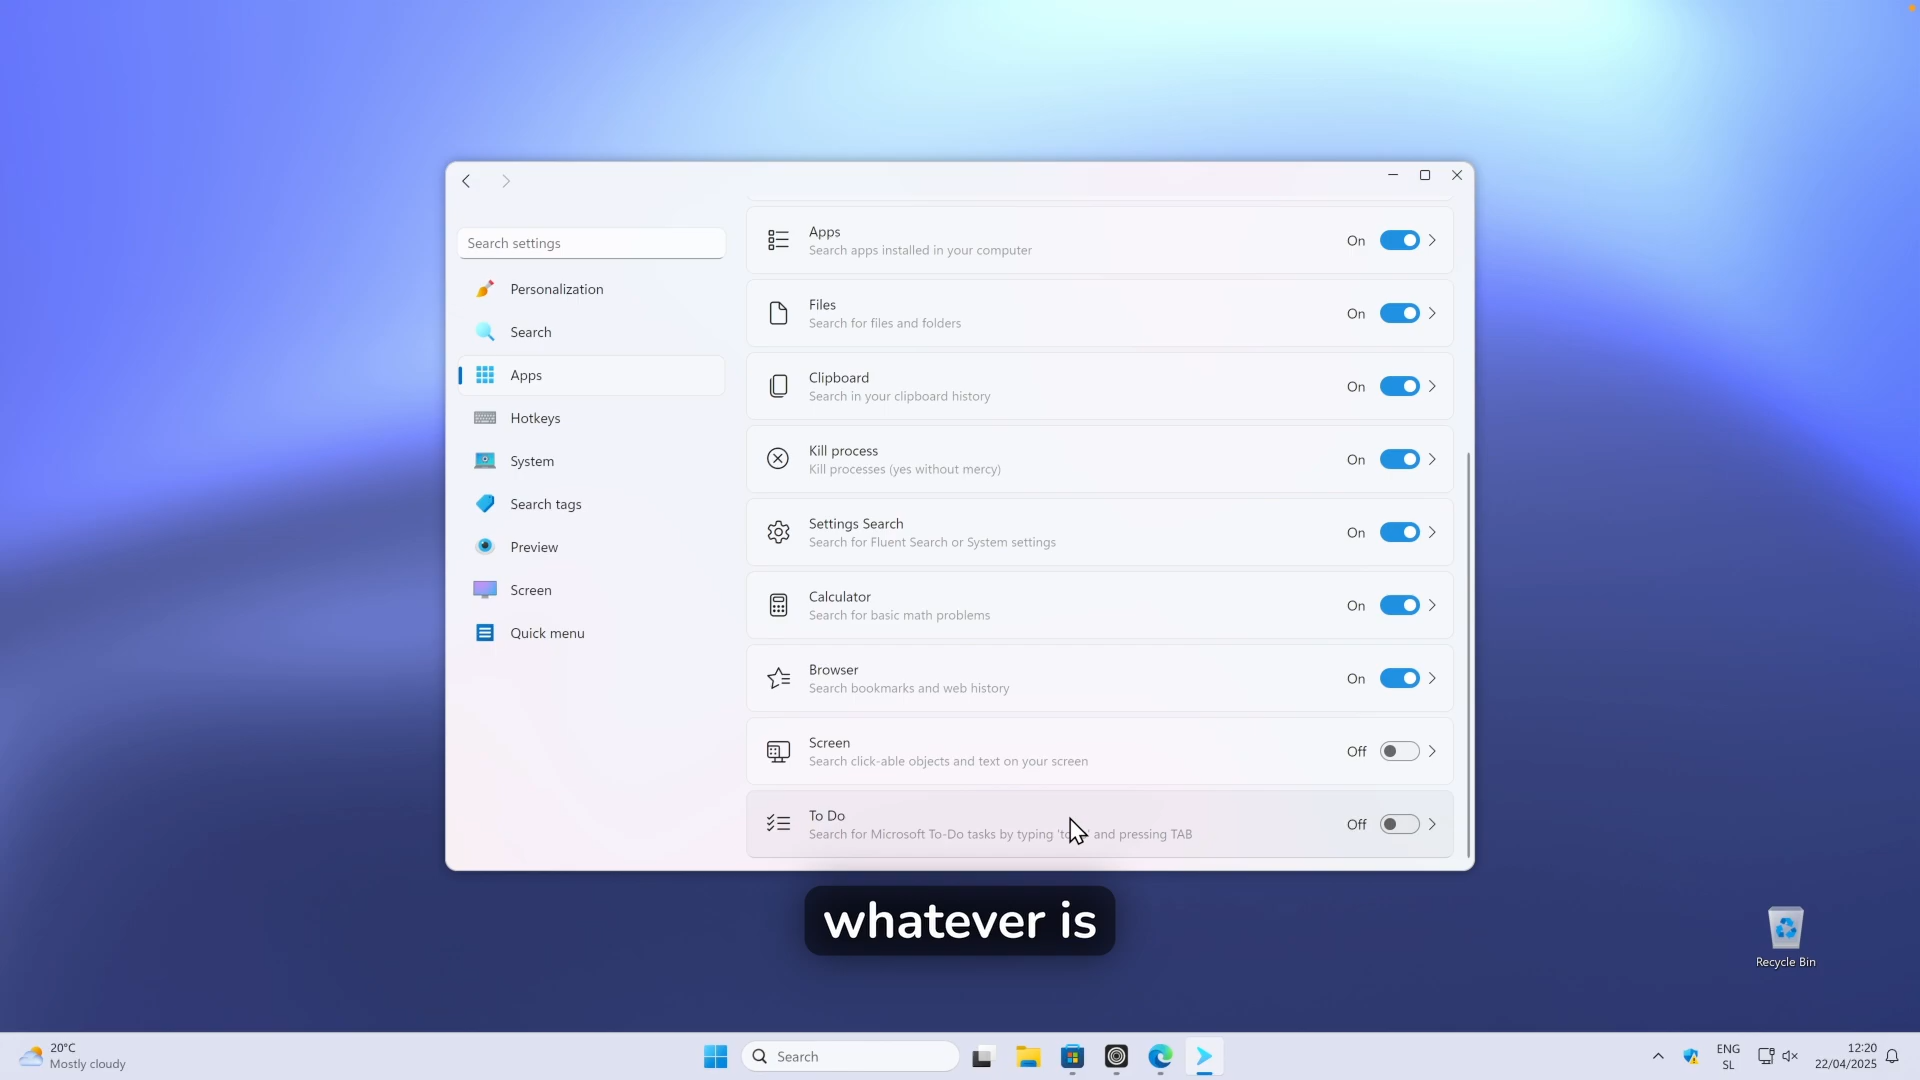 Search settings
Personalization
Search
Apps
Hotkeys
System
Search tags
Preview
Screen
Quick menu
Apps
Search apps installed in your computer
On
Files
Search for files and folders
On
Clipboard
Search in your clipboard history
On
Kill process
Kill processes (yes without mercy)
On
Settings Search
Search for Fluent Search or System settings
On
Calculator
Search for basic math problems
On
Browser
Search bookmarks and web history
On
Screen
Search click-able objects and text on your screen
Off
To Do
Search for Microsoft To-Do tasks by typing and pressing TAB
Off
whatever is
Recycle Bin
20°C
Mostly cloudy
Search
ENG
SL
12:20
22/04/2025